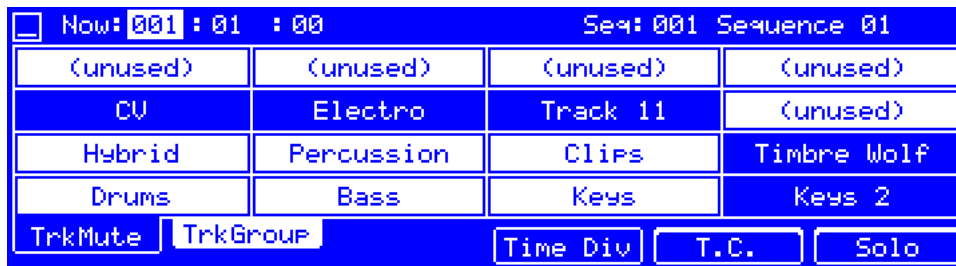 Now:001:01 :00 Seq:001 Sequence 01
(unused) (unused) (unused) (unused)
CV Electro Track 11 (unused)
Hybrid Percussion Clips Timbre Wolf
Drums Bass Keys Keys 2
TrkMute TrkGroup Time Div T.C. Solo